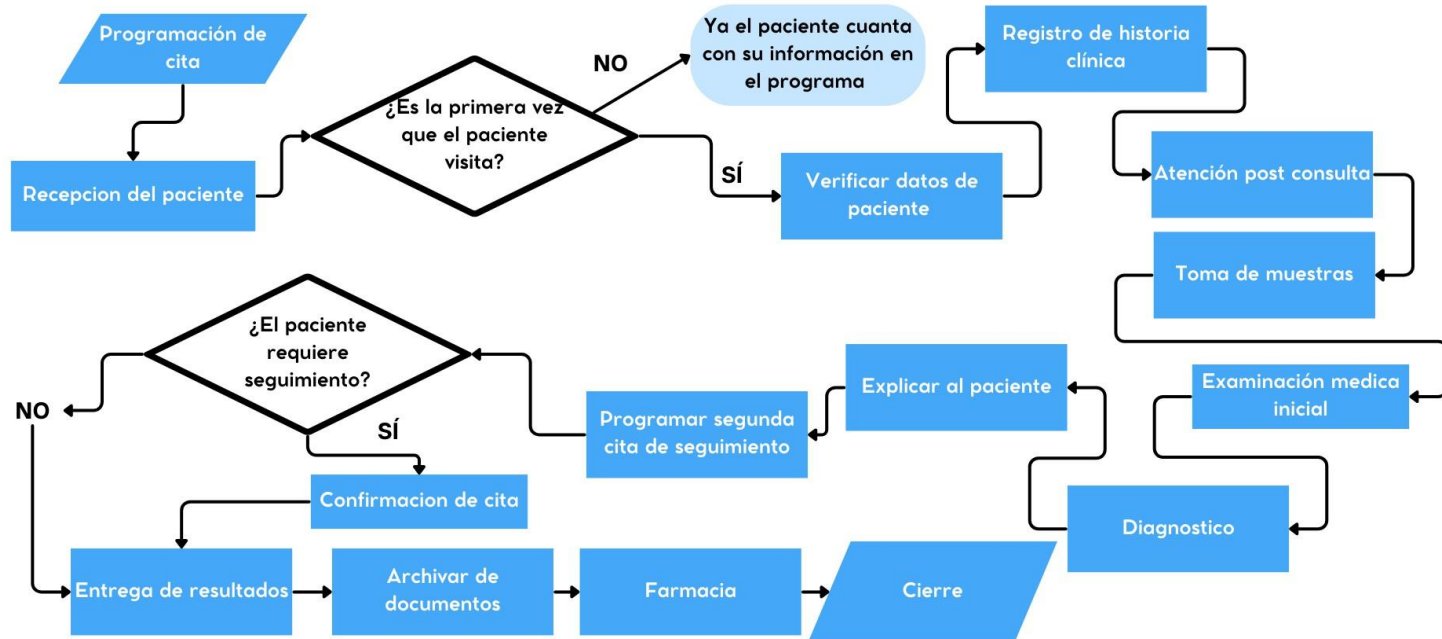 Programación de
cita
Recepcion del paciente
¿Es la primera vez
que el paciente
visita?
NO
Ya el paciente cuanta
con su información en
el programa
SÍ
Verificar datos de
paciente
Registro de historia
clínica
Atención post consulta
Toma de muestras
Examinación medica
inicial
Diagnostico
Explicar al paciente
Programar segunda
cita de seguimiento
¿El paciente
requiere
seguimiento?
NO
SÍ
Confirmacion de cita
Entrega de resultados
Archivar de
documentos
Farmacia
Cierre